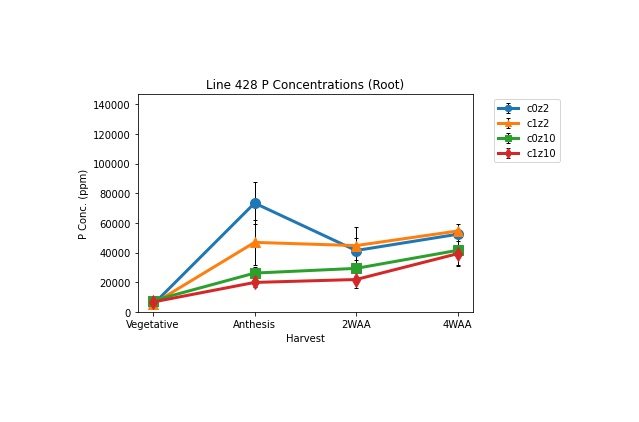 Line 428 P Concentrations (Root)
140000
120000
100000
80000
60000
40000
20000
0
P Conc. (ppm)
Vegetative
Anthesis
2WAA
4WAA
Harvest
c0z2
c1z2
c0z10
c1z10